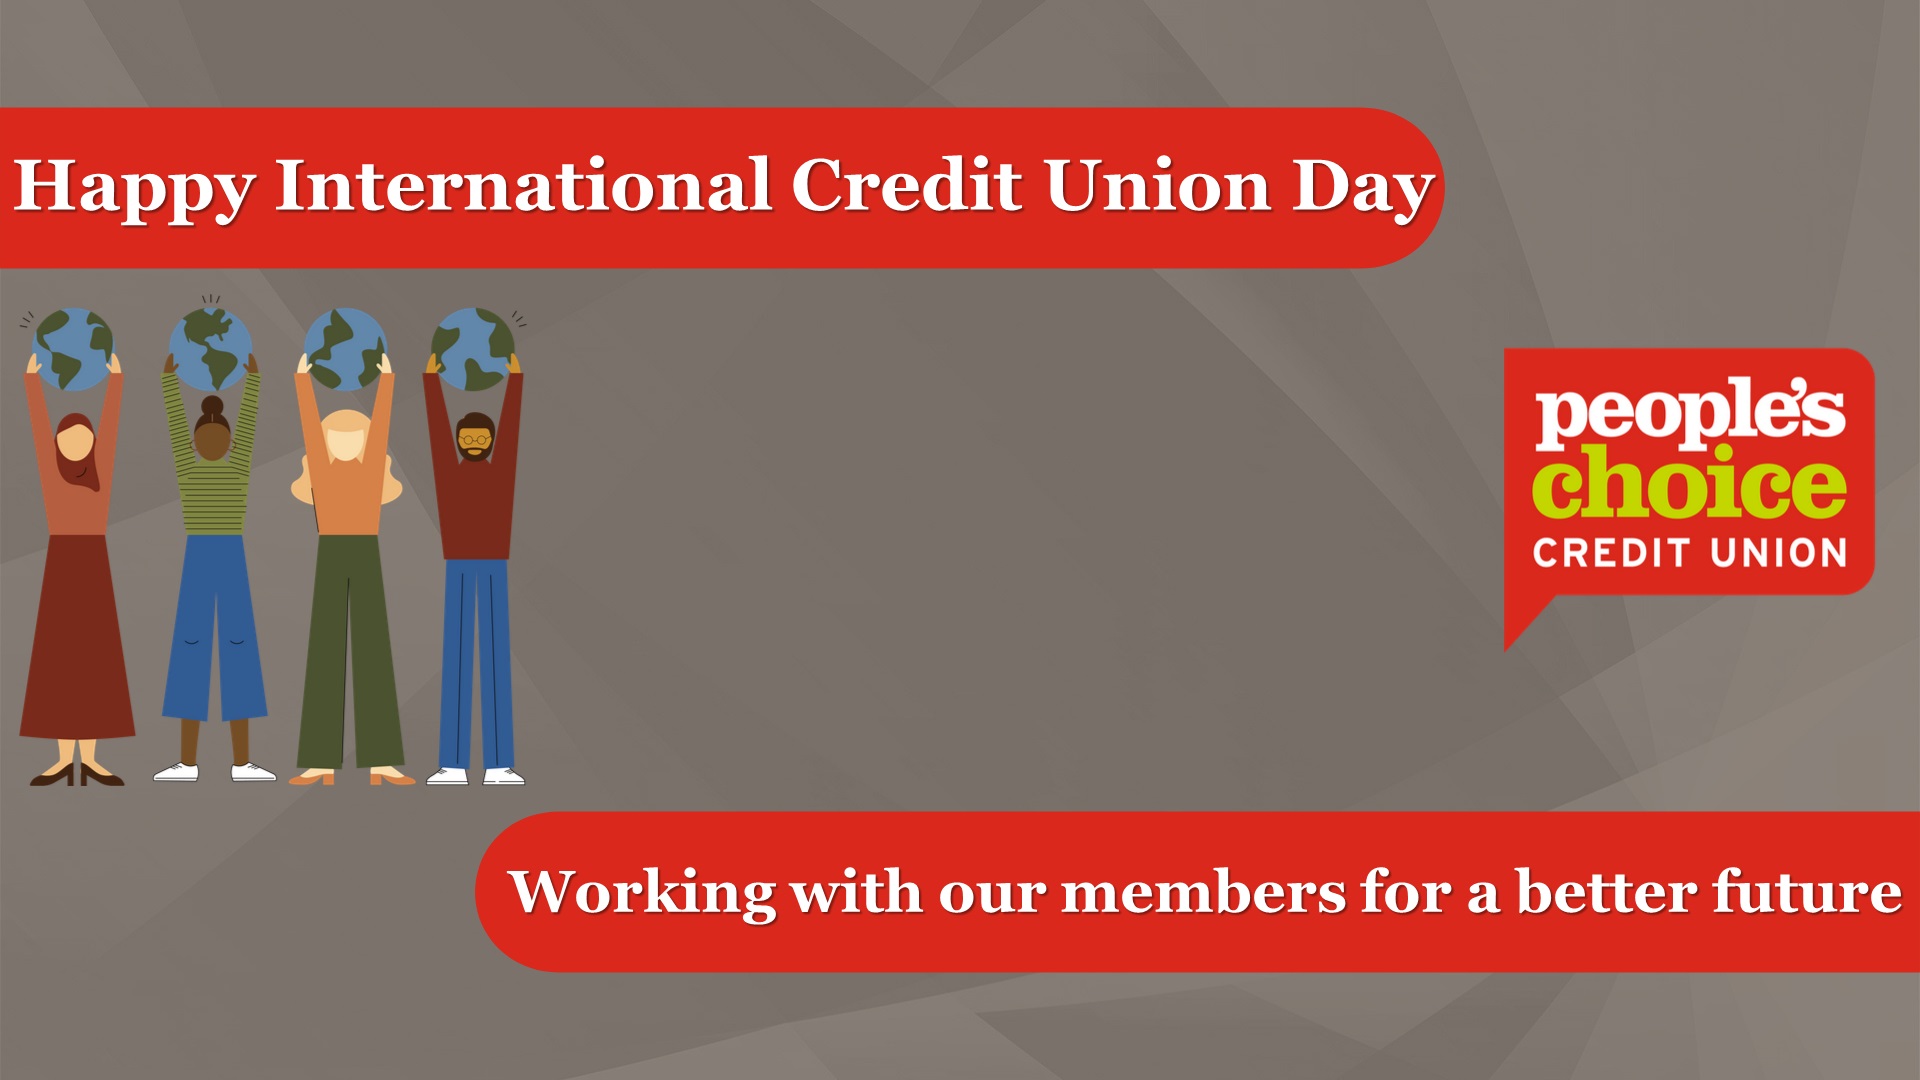 Happy International Credit Union Day
people's
choice
CREDIT UNION
Working with our members for a better future